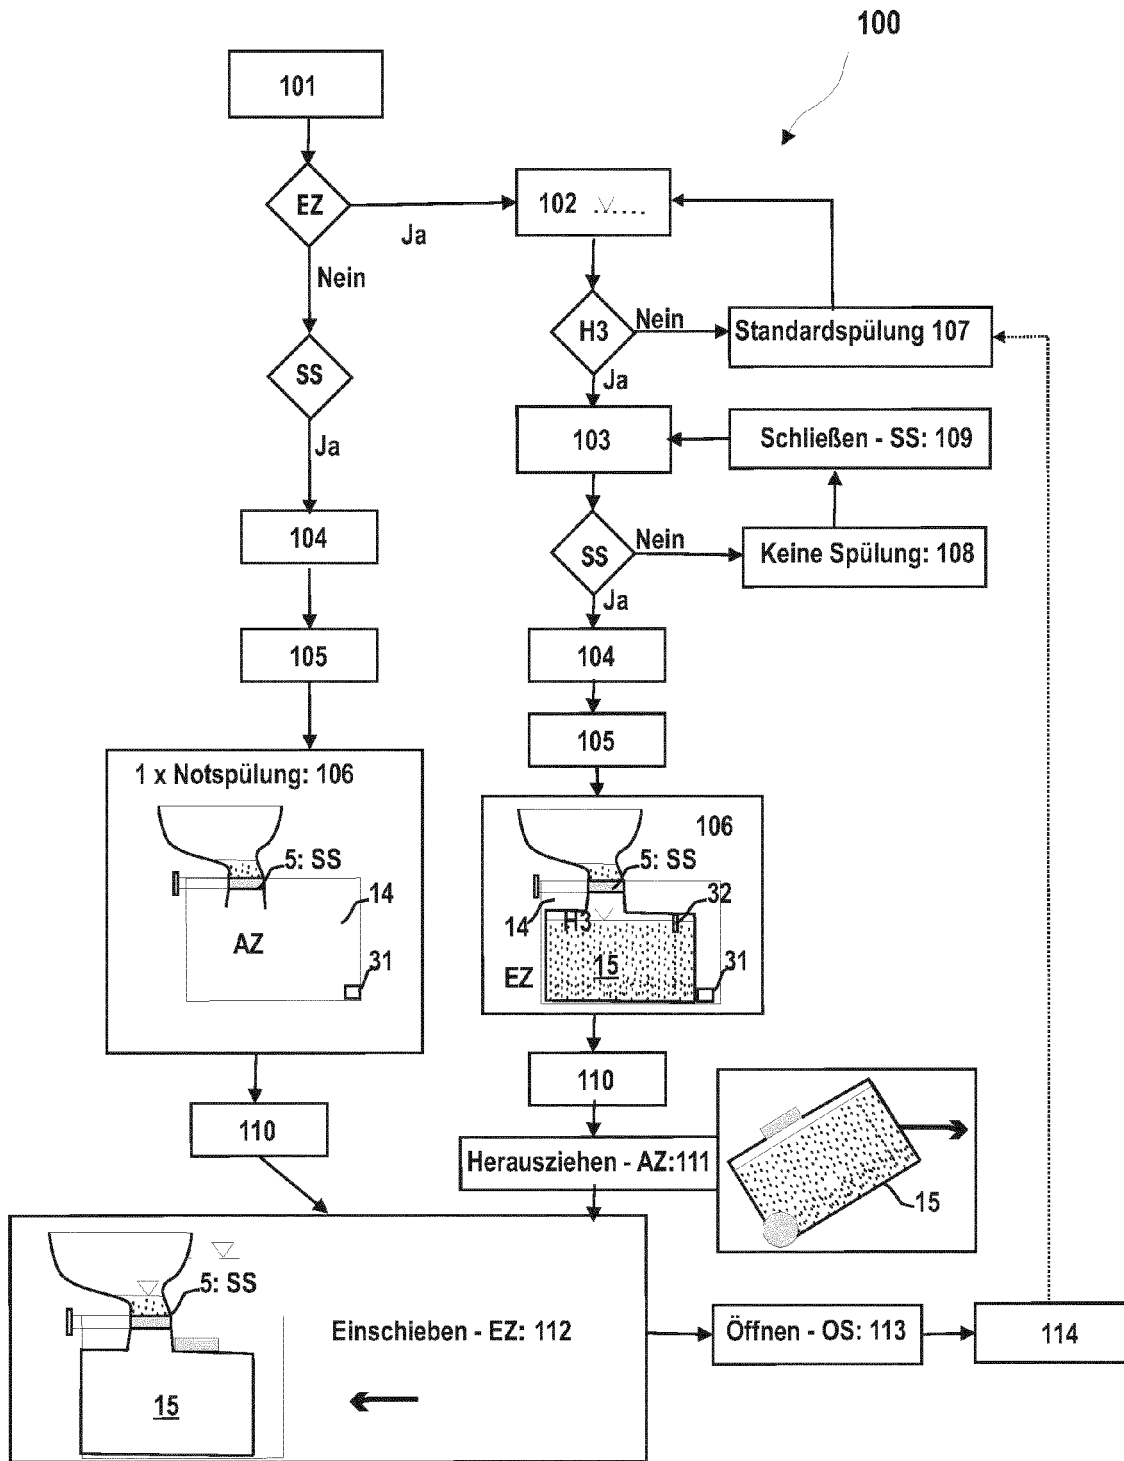 100
101
EZ
Ja
Nein
102 ......
H3
Nein
Standardspülung 107
Ja
SS
Ja
103
Schließen - SS: 109
SS
Nein
Keine Spülung: 108
Ja
104
104
105
105
1 x Notspülung: 106
5: SS
14
AZ
31
106
5: SS
32
14
H3
15
EZ
31
110
110
Herausziehen - AZ:111
15
5: SS
15
Einschieben - EZ: 112
Öffnen - OS: 113
114